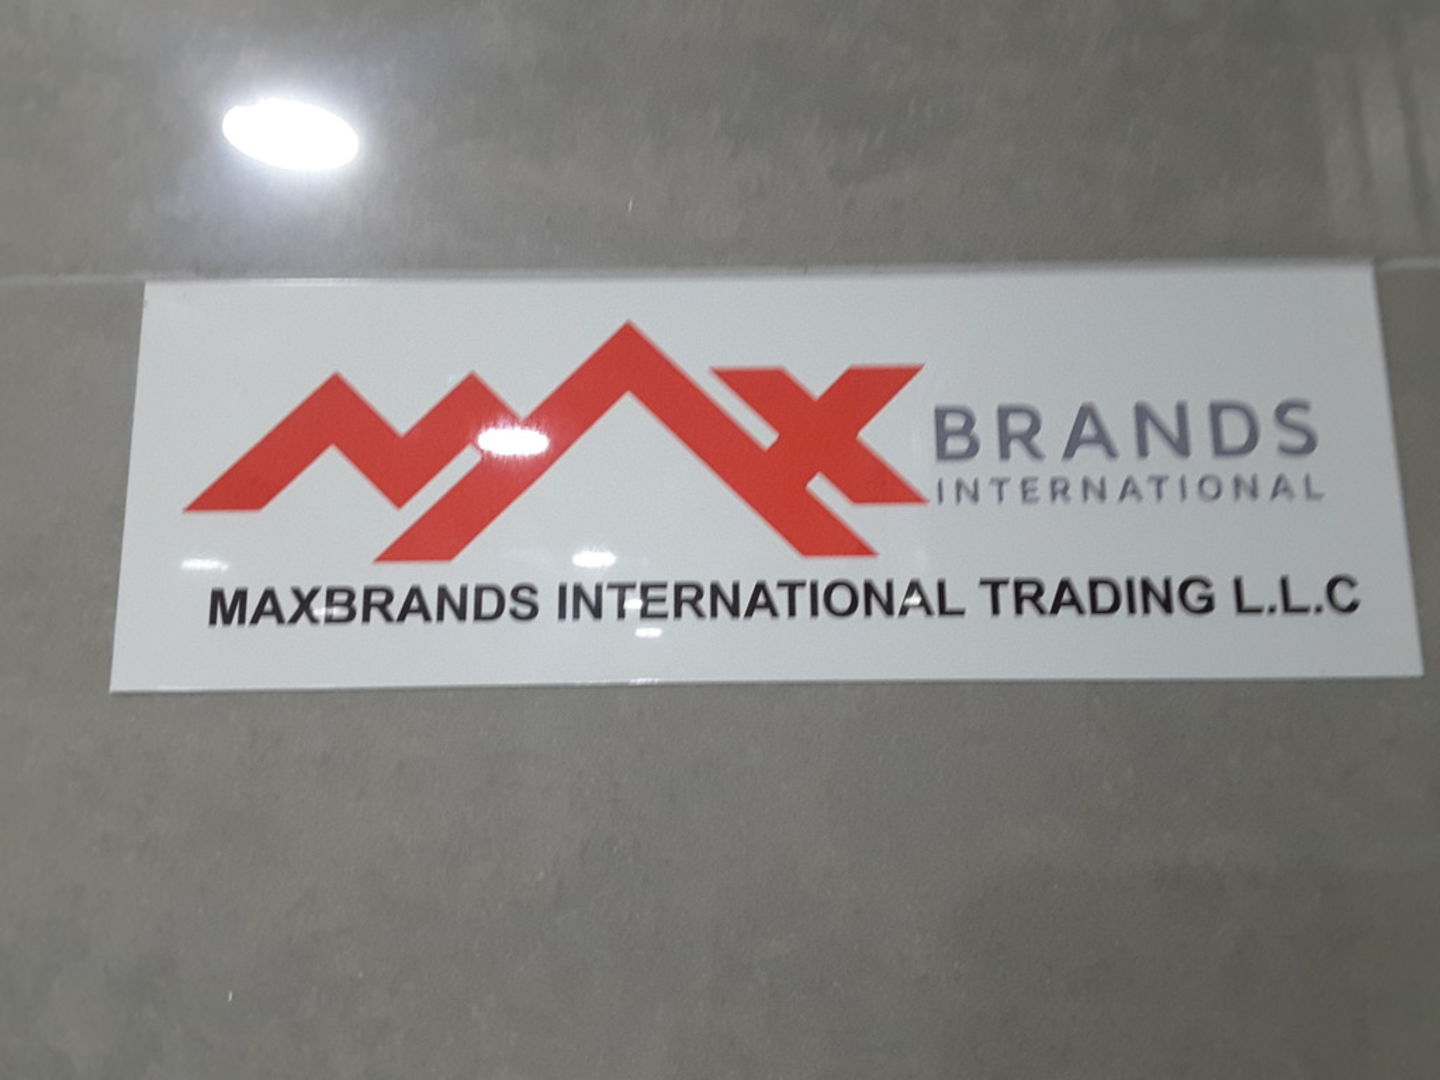 MAX BRANDS
INTERNATIONAL
MAXBRANDS INTERNATIONAL TRADING L.L.C